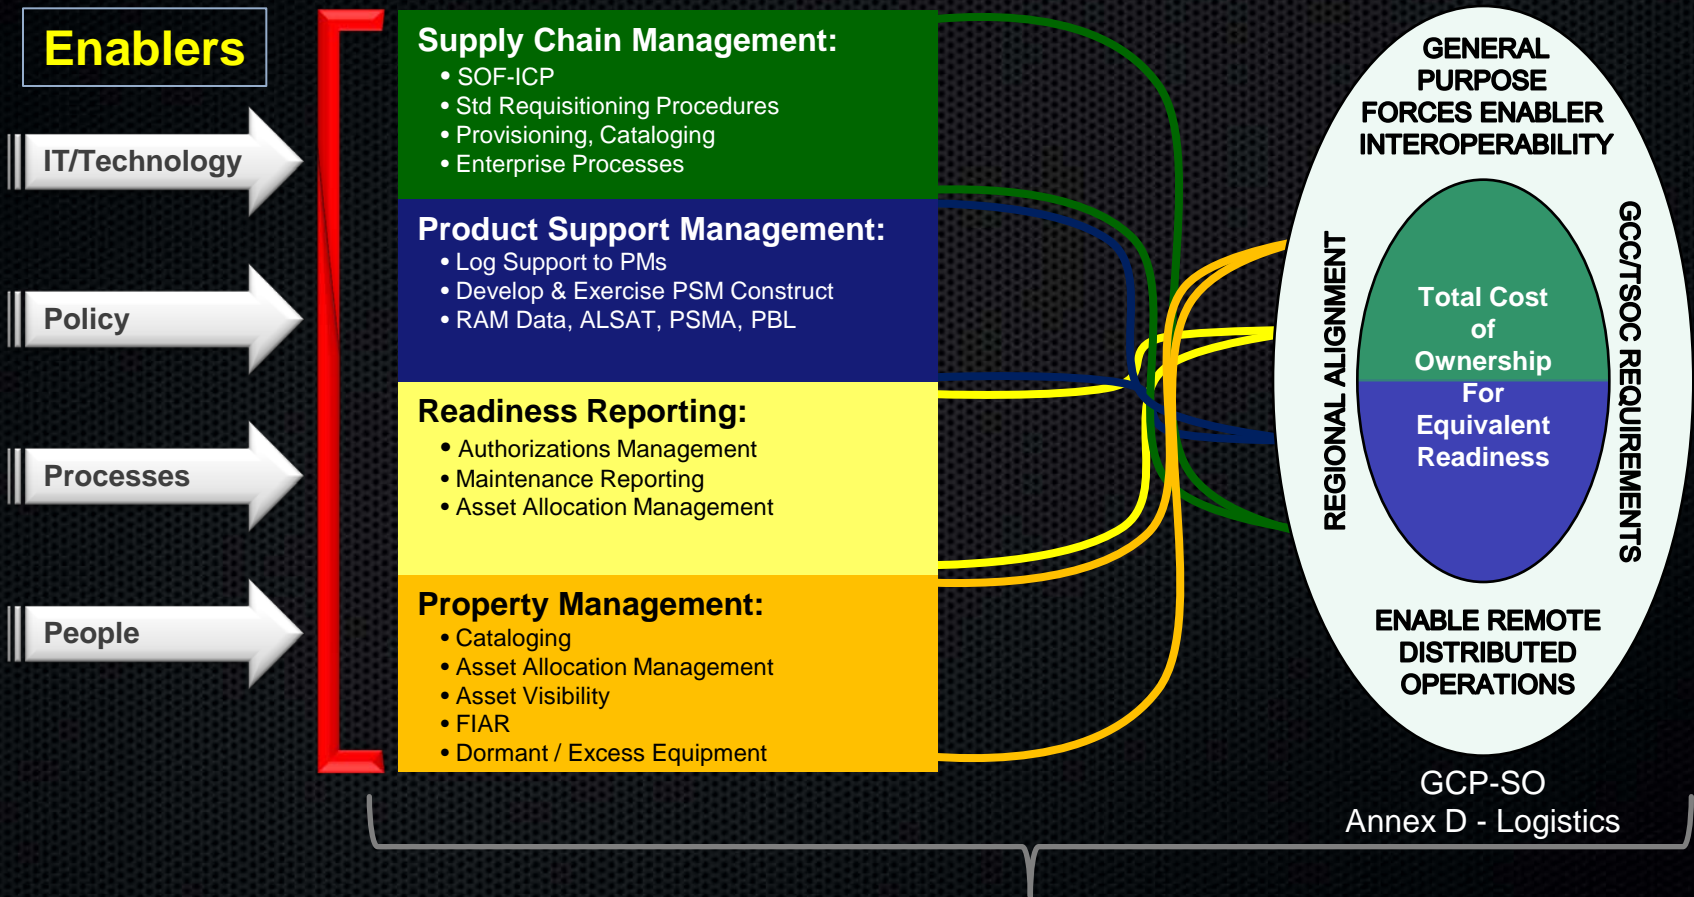 Enablers
IT/Technology
Policy
Processes
People
Supply Chain Management:
• SOF-ICP
• Std Requisitioning Procedures
• Provisioning, Cataloging
• Enterprise Processes
Product Support Management:
• Log Support to PMs
• Develop & Exercise PSM Construct
• RAM Data, ALSAT, PSMA, PBL
Readiness Reporting:
• Authorizations Management
• Maintenance Reporting
• Asset Allocation Management
Property Management:
• Cataloging
• Asset Allocation Management
• Asset Visibility
• FIAR
• Dormant / Excess Equipment
GENERAL
PURPOSE
FORCES ENABLER
INTEROPERABILITY
REGIONAL ALIGNMENT
Total Cost
of
Ownership
For
Equivalent
Readiness
GCC/TSOC REQUIREMENTS
ENABLE REMOTE
DISTRIBUTED
OPERATIONS
GCP-SO
Annex D - Logistics